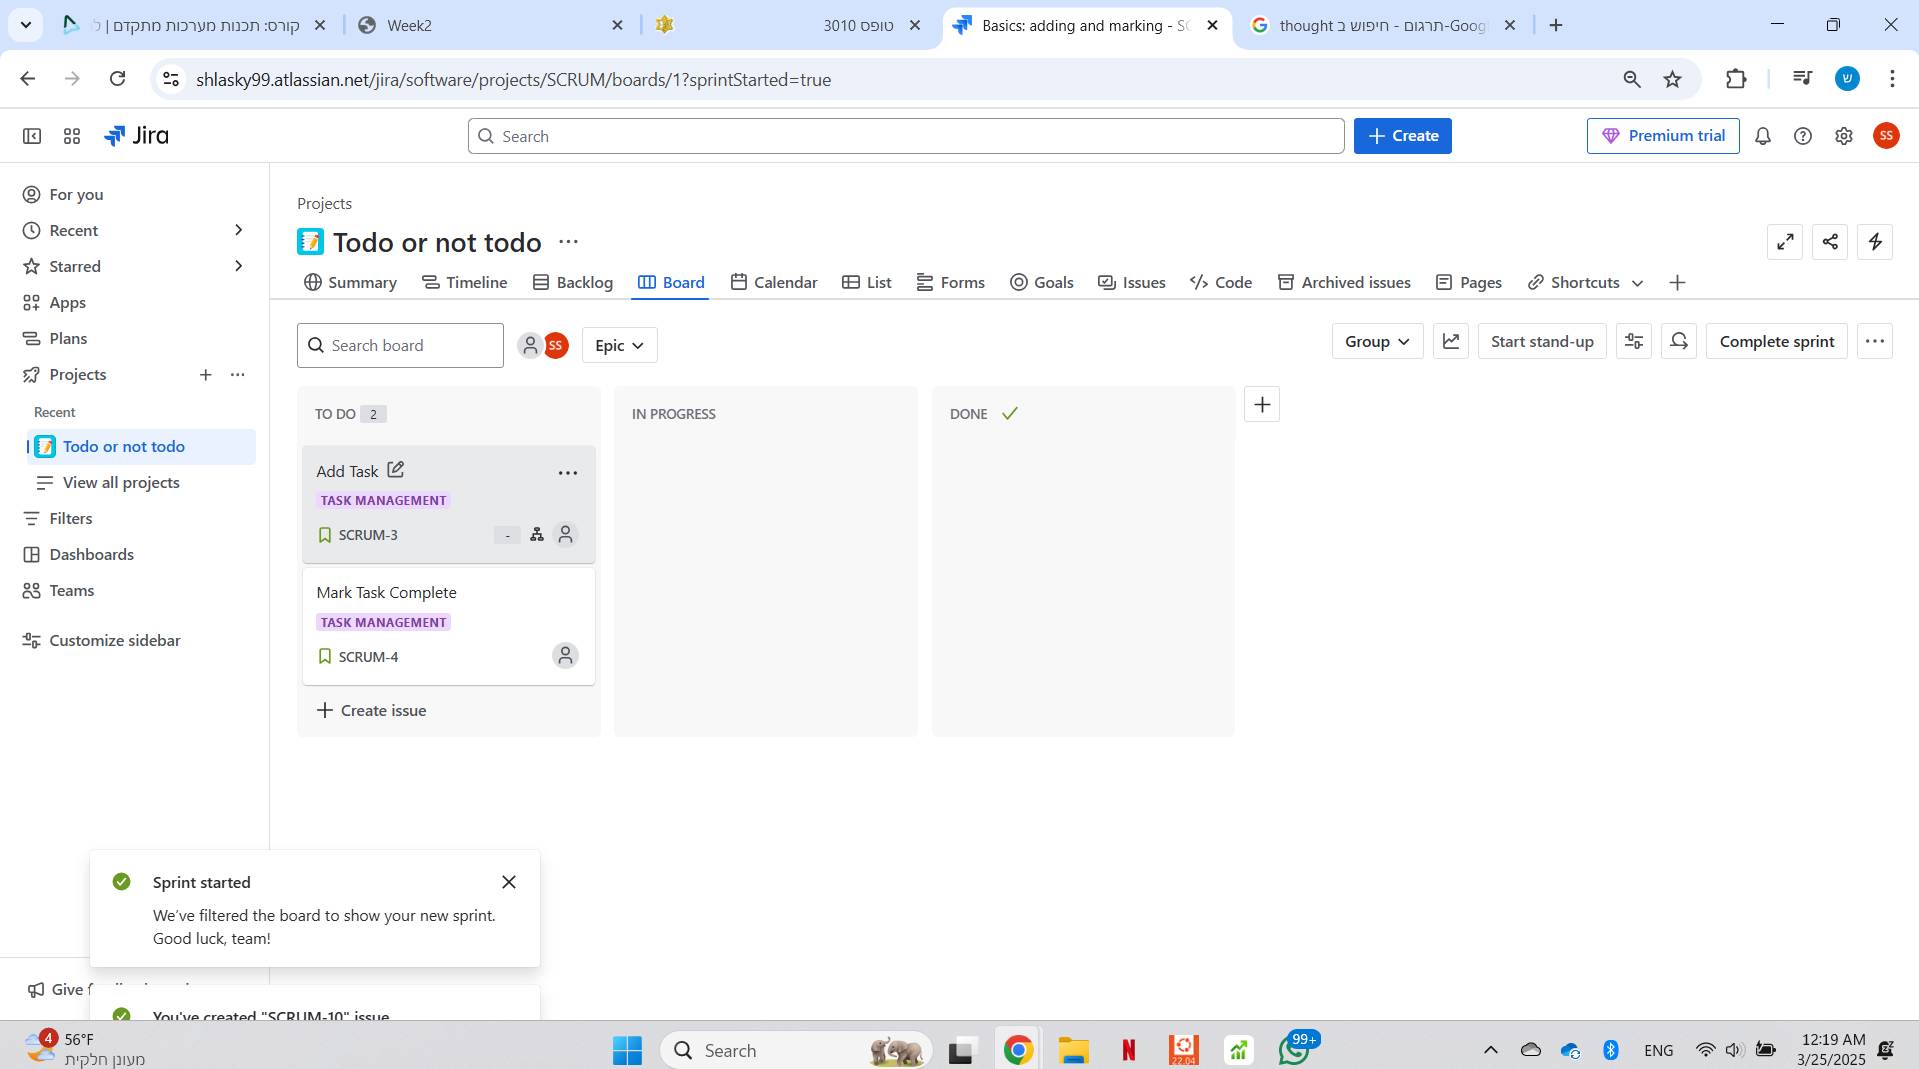 קורס: תכנות מערכות מתקדם | ל
Week2
טופס 3010
Basics: adding and marking - SC
thought תרגום - חיפוש ב-Googl
shlasky99.atlassian.net/jira/software/projects/SCRUM/boards/1?sprintStarted=true
ש
Jira
Search
Create
Premium trial
SS
For you
Recent
Starred
Apps
Plans
Projects
Recent
Todo or not todo
View all projects
Filters
Dashboards
Teams
Customize sidebar
Projects
Todo or not todo
Summary
Timeline
Backlog
Board
Calendar
List
Forms
Goals
Issues
Code
Archived issues
Pages
Shortcuts
Search board
SS
Epic
Group
Start stand-up
Complete sprint
TO DO 2
IN PROGRESS
DONE
Add Task
TASK MANAGEMENT
SCRUM-3
-
Mark Task Complete
TASK MANAGEMENT
SCRUM-4
Create issue
Sprint started
We've filtered the board to show your new sprint.
Good luck, team!
Give
You've created "SCRUM-10" issue
4
56°F
מעונן חלקית
Search
N
22.04
99+
ENG
12:19 AM
3/25/2025